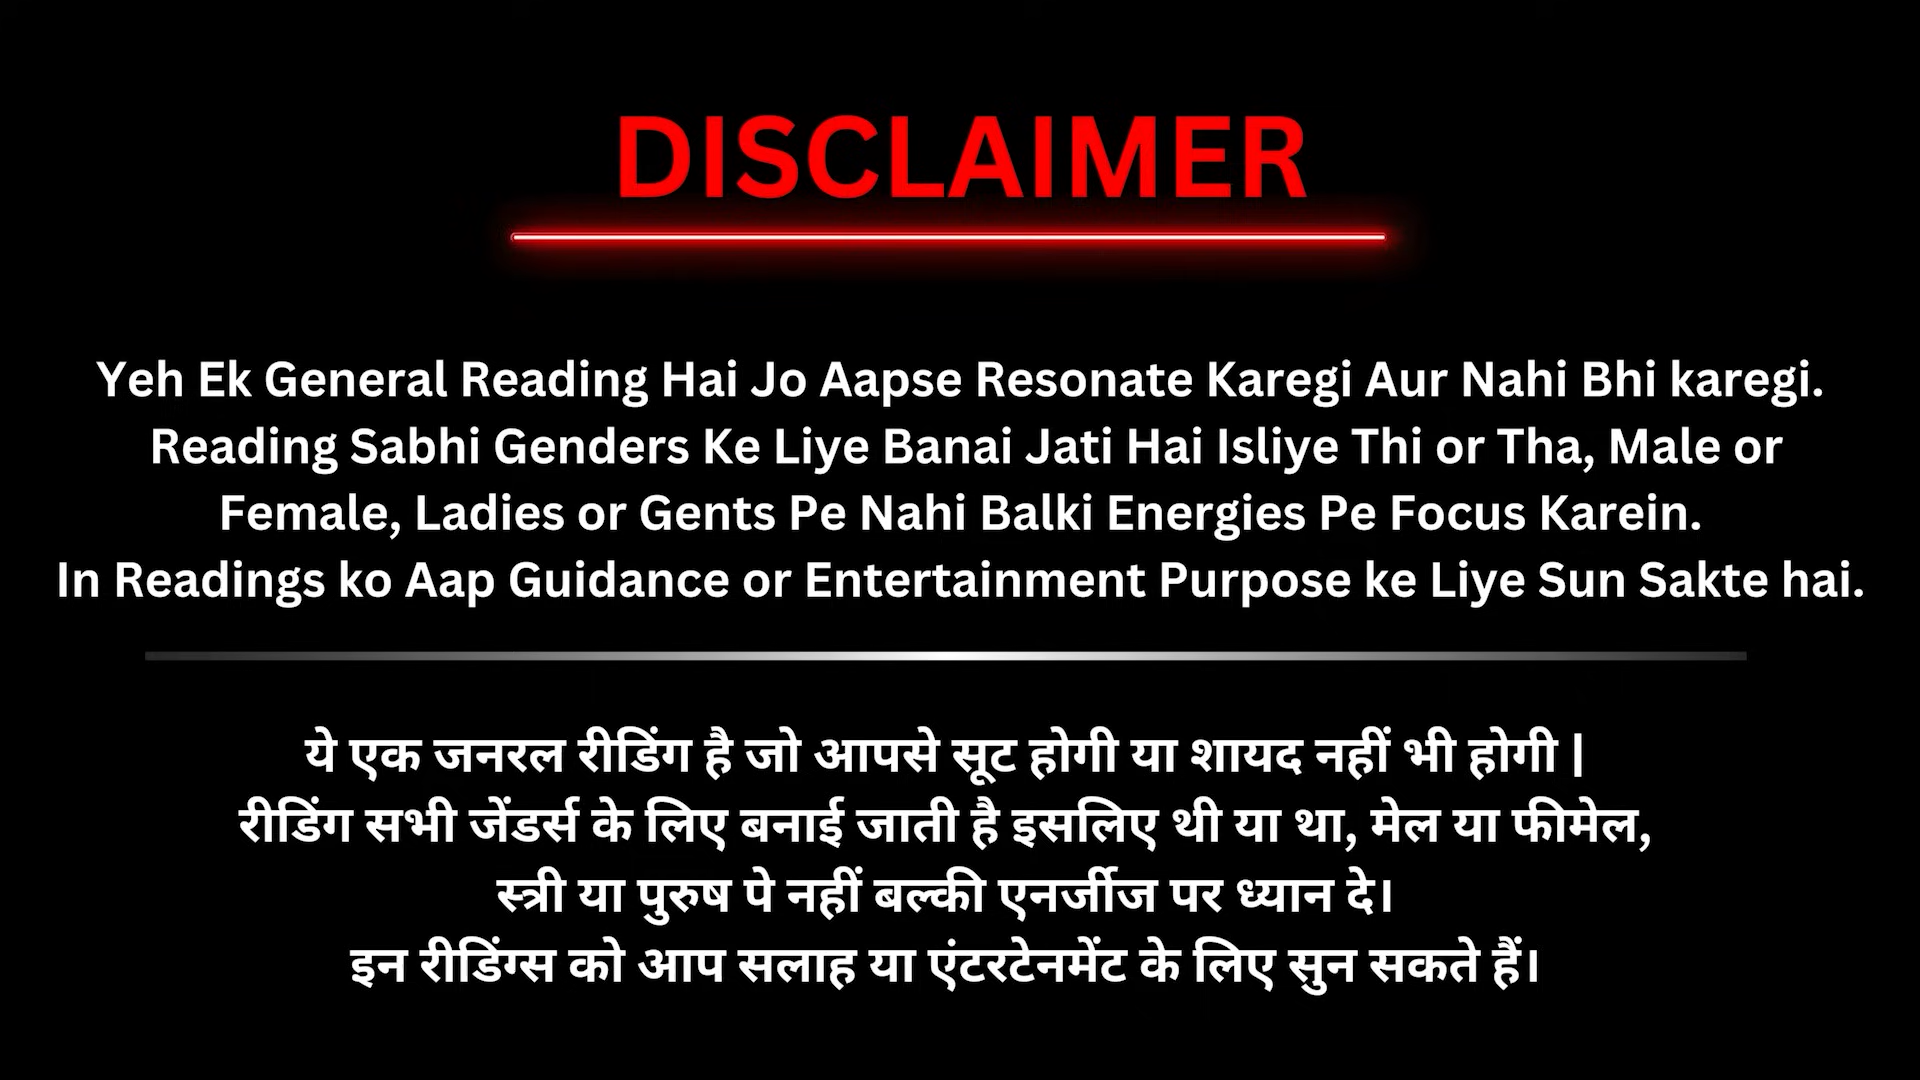 DISCLAIMER
Yeh Ek General Reading Hai Jo Aapse Resonate Karegi Aur Nahi Bhi karegi.
Reading Sabhi Genders Ke Liye Banai Jati Hai Isliye Thi or Tha, Male or
Female, Ladies or Gents Pe Nahi Balki Energies Pe Focus Karein.
In Readings ko Aap Guidance or Entertainment Purpose ke Liye Sun Sakte hai.
ये एक जनरल रीडिंग है जो आपसे सूट होगी या शायद नहीं भी होगी |
रीडिंग सभी जेंडर्स के लिए बनाई जाती है इसलिए थी या था, मेल या फीमेल,
स्त्री या पुरुष पे नहीं बल्की एनर्जीज पर ध्यान दे।
इन रीडिंग्स को आप सलाह या एंटरटेनमेंट के लिए सुन सकते हैं।